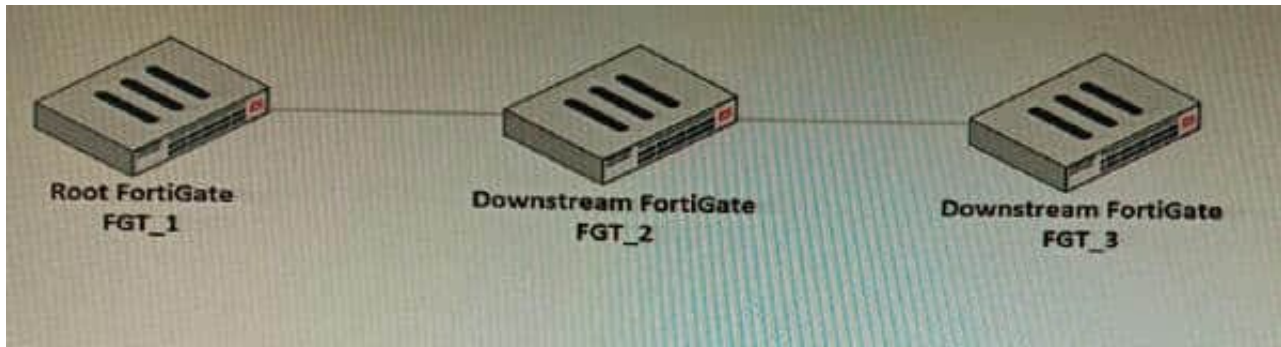 Root FortiGate
FGT_1
Downstream FortiGate
FGT_2
Downstream FortiGate
FGT_3